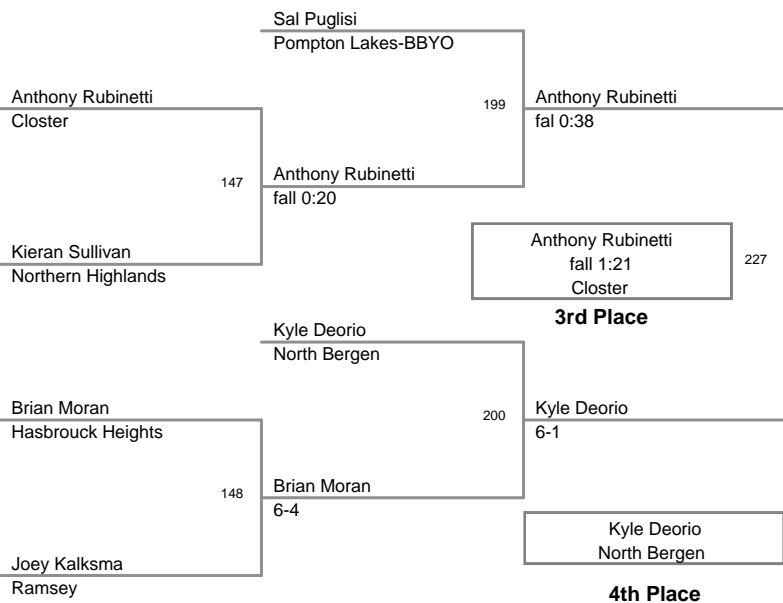 Sal Puglisi
Pompton Lakes-BBYO
Anthony Rubinetti
Closter
199
Anthony Rubinetti
fal 0:38
147
Anthony Rubinetti
fall 0:20
Kieran Sullivan
Northern Highlands
Anthony Rubinetti
fall 1:21
Closter
227
3rd Place
Kyle Deorio
North Bergen
Brian Moran
Hasbrouck Heights
200
Kyle Deorio
6-1
148
Brian Moran
6-4
Kyle Deorio
North Bergen
Joey Kalksma
Ramsey
4th Place